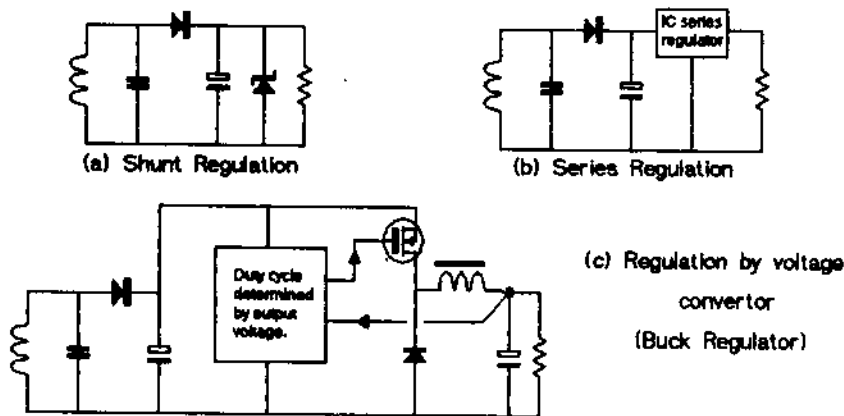 IC series
regulator
(a) Shunt Regulation
(b) Series Regulation
Duty cycle
determined
by output
voltage.
(c) Regulation by voltage
convertor
(Buck Regulator)